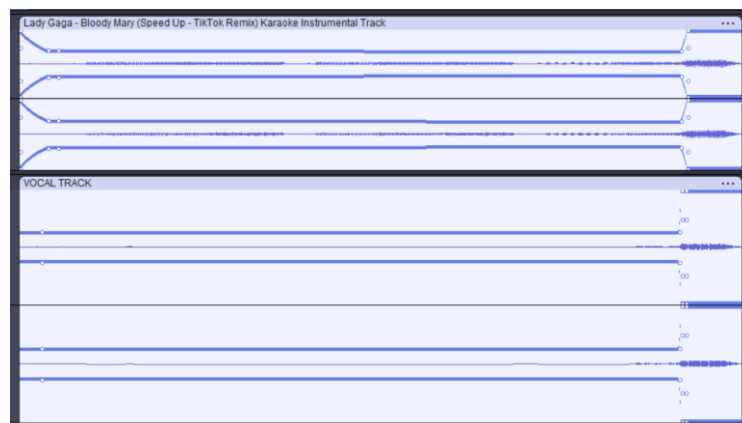 Lady Gaga - Bloody Mary (Speed Up - TikTok Remix) Karaoke Instrumental Track
VOCAL TRACK